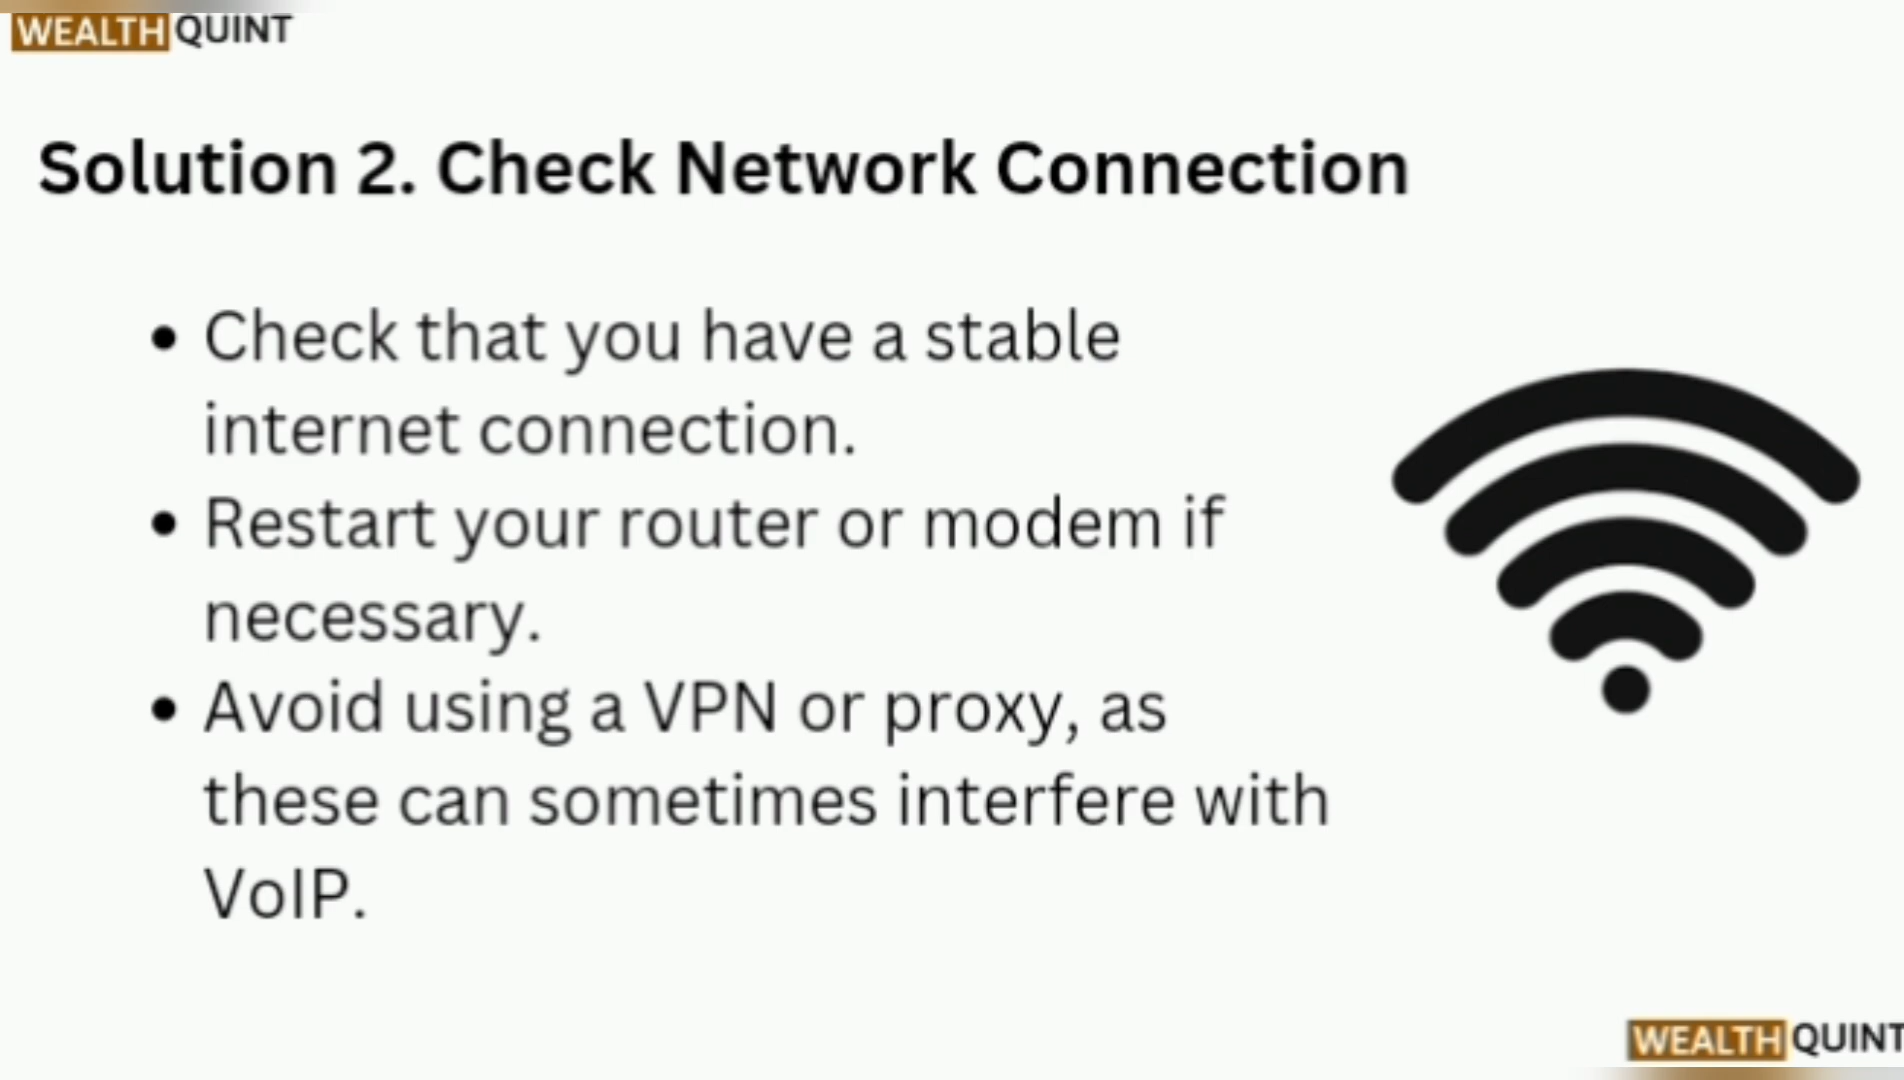 WEALTH QUINT
Solution 2. Check Network Connection
• Check that you have a stable
internet connection.
• Restart your router or modem if
necessary.
• Avoid using a VPN or proxy, as
these can sometimes interfere with
VoIP.
WEALTH QUINT